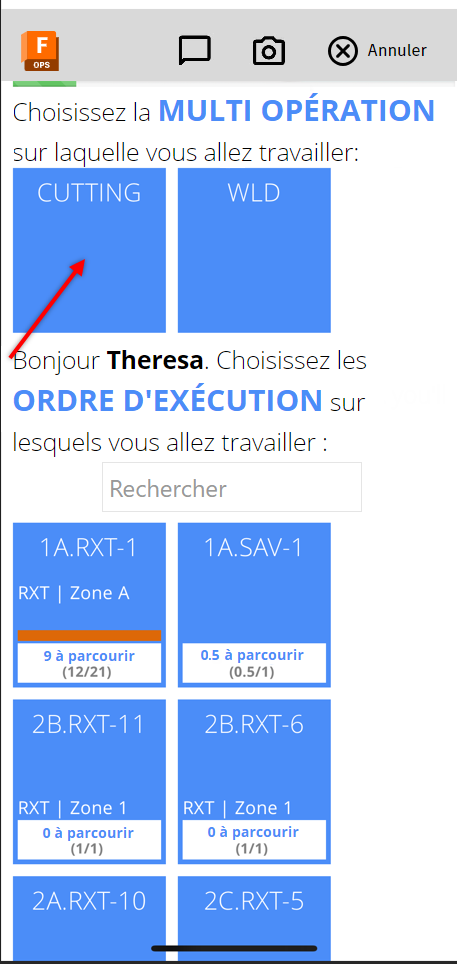 F
OPS
Annuler
Choisissez la MULTI OPÉRATION
sur laquelle vous allez travailler:
CUTTING
WLD
Bonjour Theresa. Choisissez les
ORDRE D'EXÉCUTION sur
lesquels vous allez travailler :
Rechercher
1A.RXT-1
RXT | Zone A
9 à parcourir
(12/21)
1A.SAV-1
0.5 à parcourir
(0.5/1)
2B.RXT-11
RXT | Zone 1
0 à parcourir
(1/1)
2B.RXT-6
RXT | Zone 1
0 à parcourir
(1/1)
2A.RXT-10
2C.RXT-5